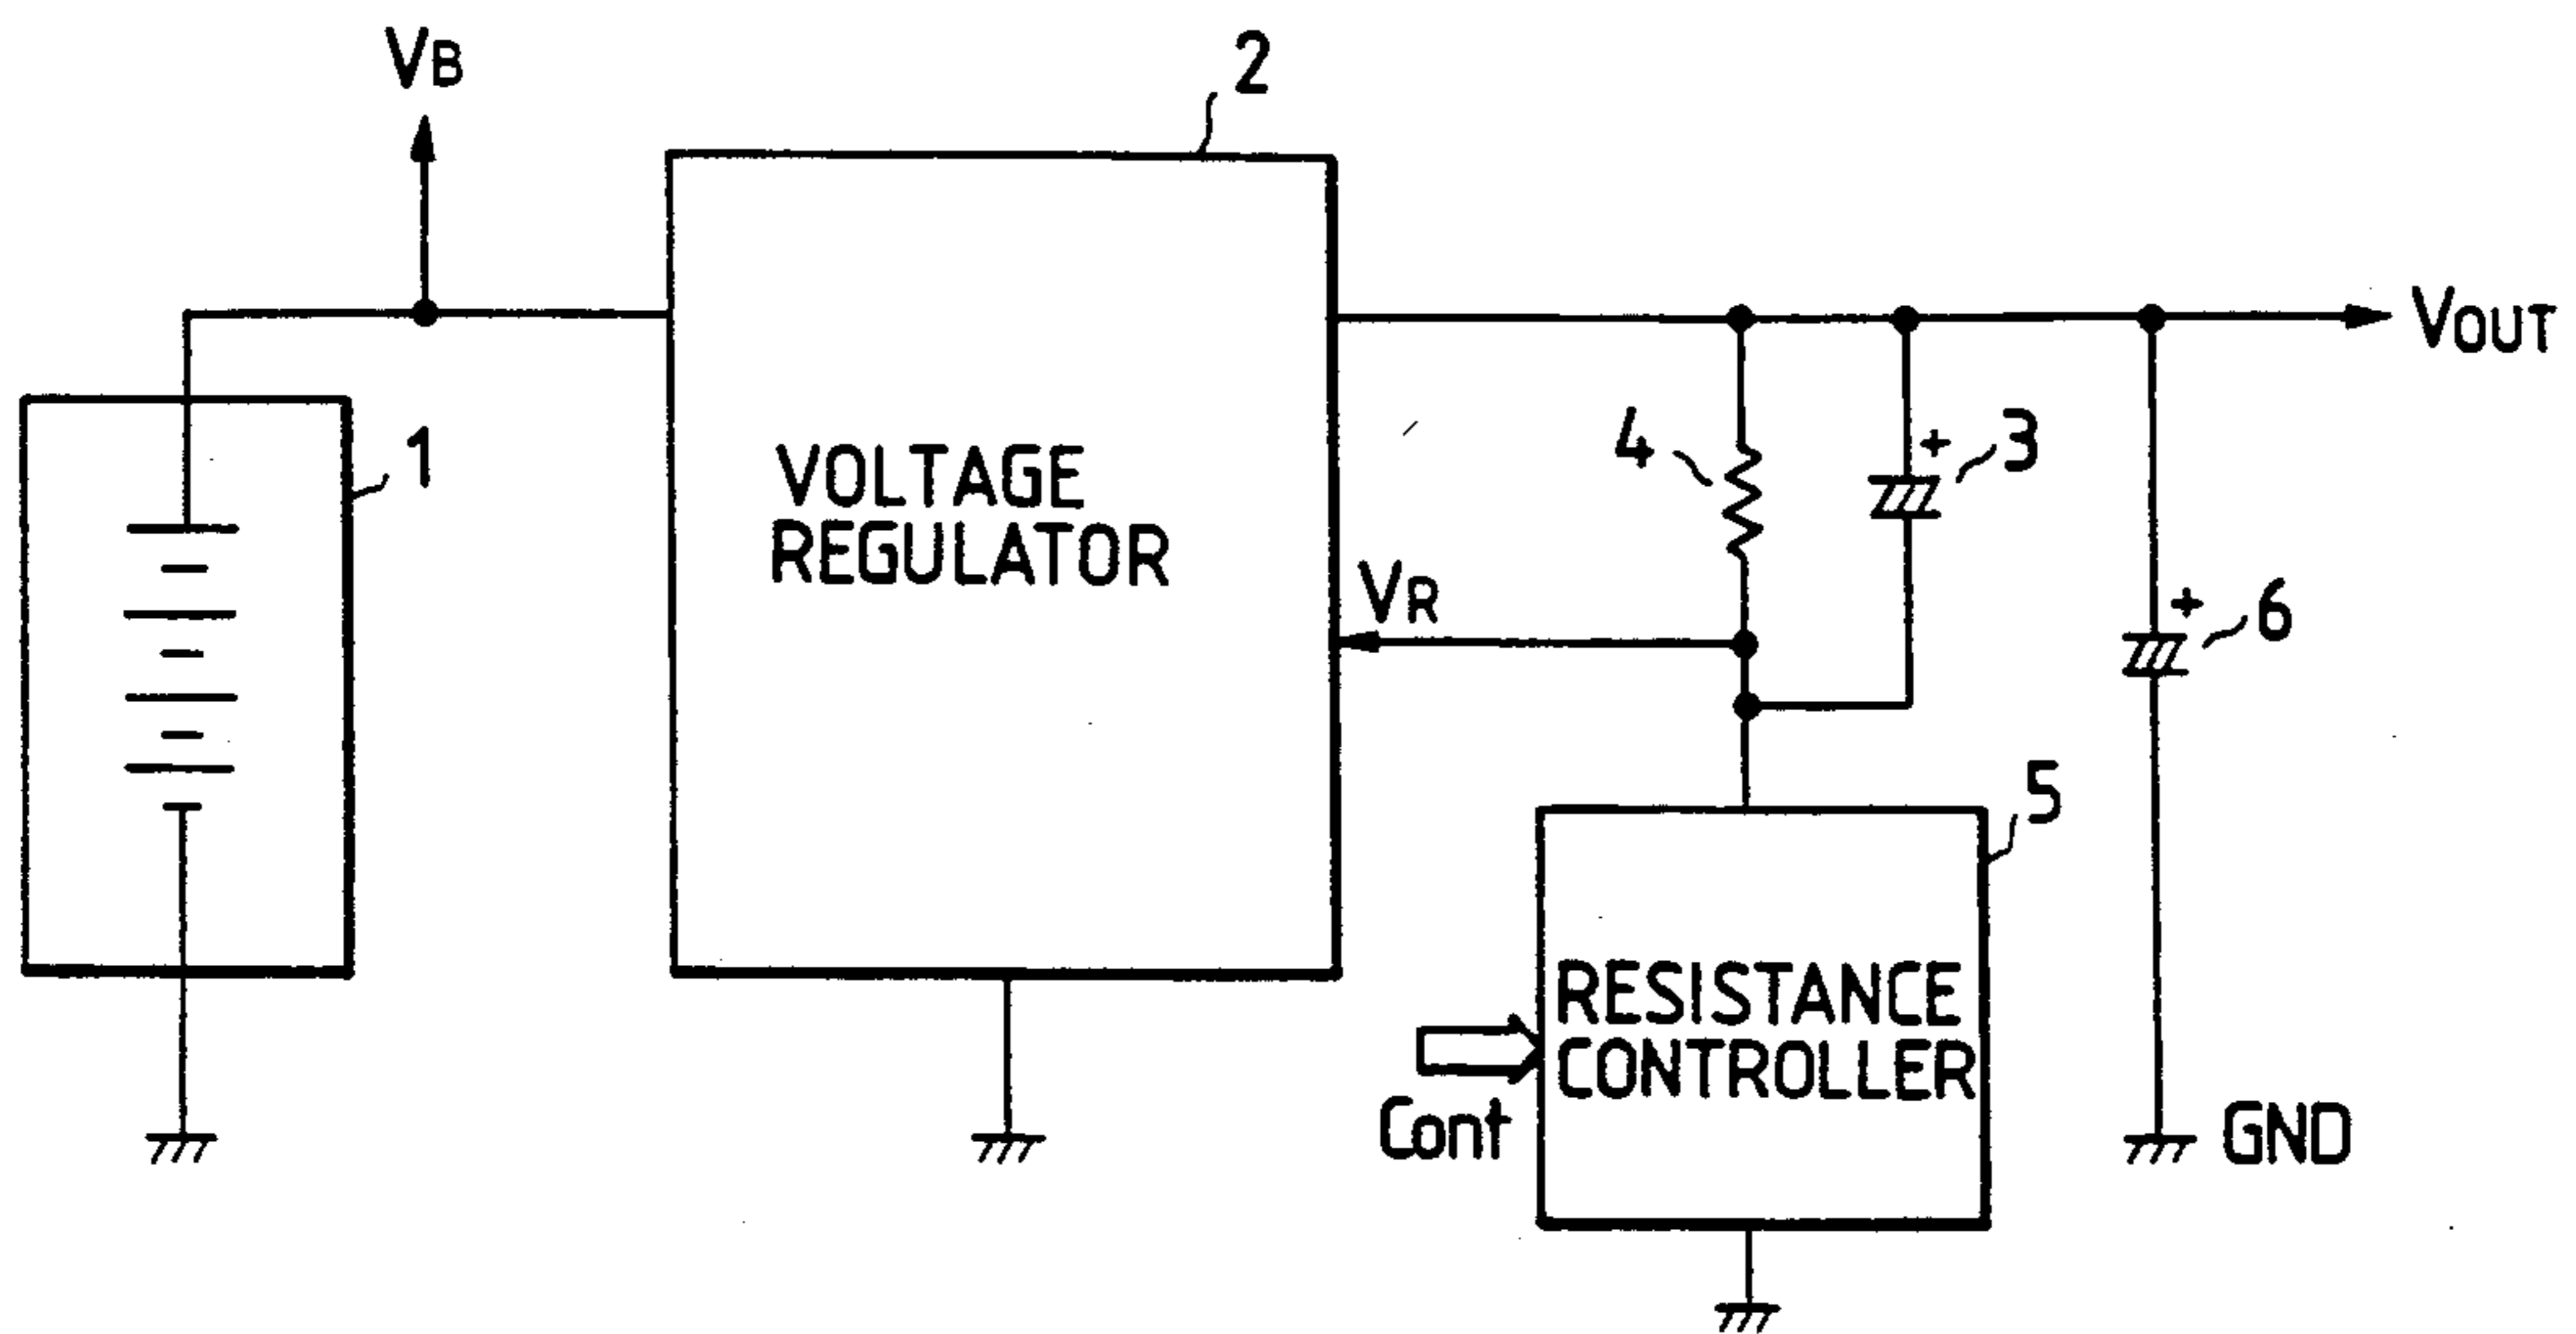 VB
2
VOUT
1
VOLTAGE
REGULATOR
4
+
3
VR
+
6
5
RESISTANCE
CONTROLLER
Cont
GND